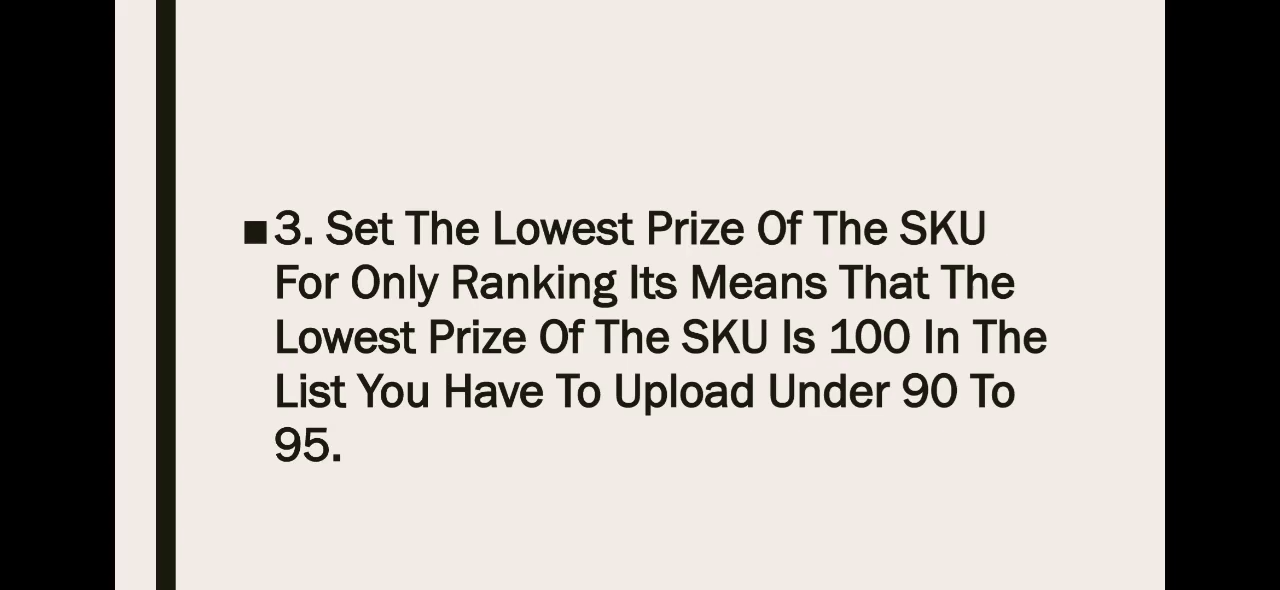 ■3. Set The Lowest Prize Of The SKU
For Only Ranking Its Means That The
Lowest Prize Of The SKU Is 100 In The
List You Have To Upload Under 90 To
95.